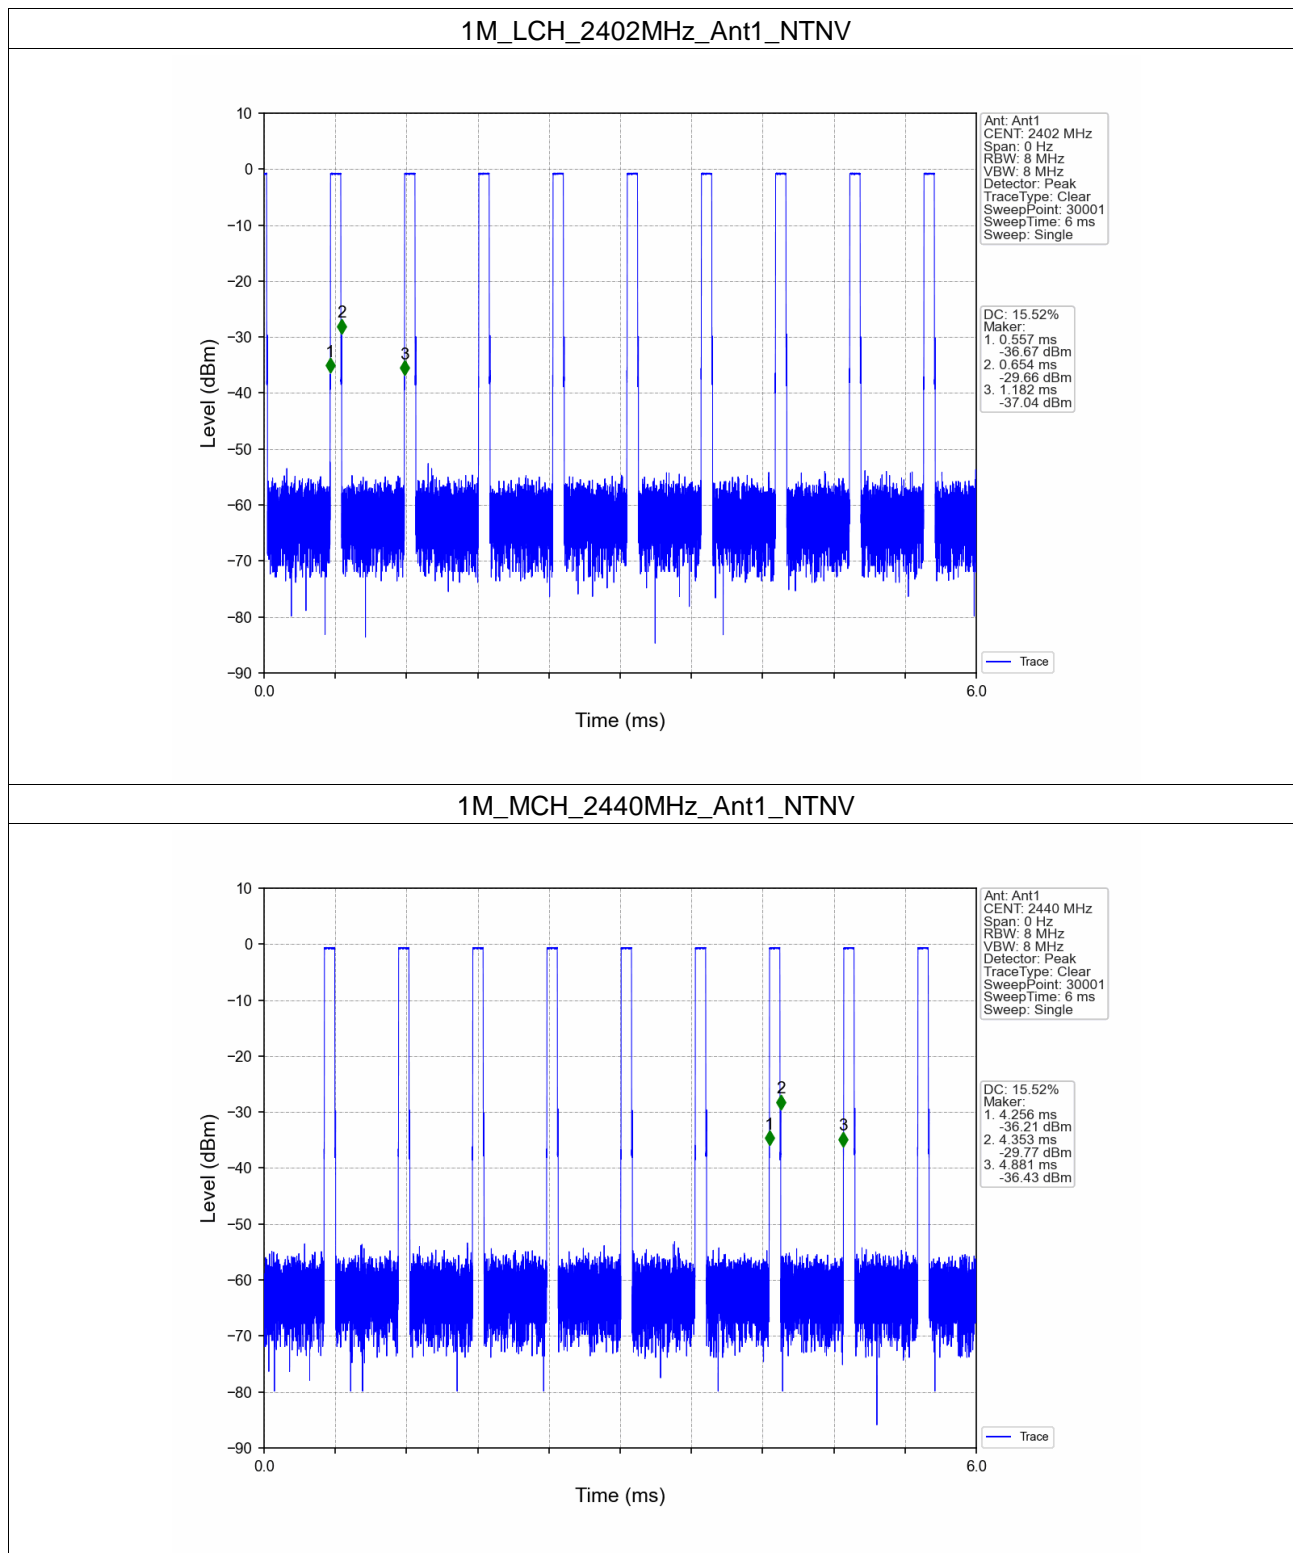 1M_LCH_2402MHz_Ant1_NTNV
10
0
−10
−20
−30
−40
−50
−60
−70
−80
−90
Level (dBm)
0.0
6.0
Time (ms)
1
2
3
Ant: Ant1
CENT: 2402 MHz
Span: 0 Hz
RBW: 8 MHz
VBW: 8 MHz
Detector: Peak
TraceType: Clear
SweepPoint: 30001
SweepTime: 6 ms
Sweep: Single
DC: 15.52%
Maker:
1. 0.557 ms
-36.67 dBm
2. 0.654 ms
-29.66 dBm
3. 1.182 ms
-37.04 dBm
Trace
1M_MCH_2440MHz_Ant1_NTNV
10
0
−10
−20
−30
−40
−50
−60
−70
−80
−90
Level (dBm)
0.0
6.0
Time (ms)
1
2
3
Ant: Ant1
CENT: 2440 MHz
Span: 0 Hz
RBW: 8 MHz
VBW: 8 MHz
Detector: Peak
TraceType: Clear
SweepPoint: 30001
SweepTime: 6 ms
Sweep: Single
DC: 15.52%
Maker:
1. 4.256 ms
-36.21 dBm
2. 4.353 ms
-29.77 dBm
3. 4.881 ms
-36.43 dBm
Trace